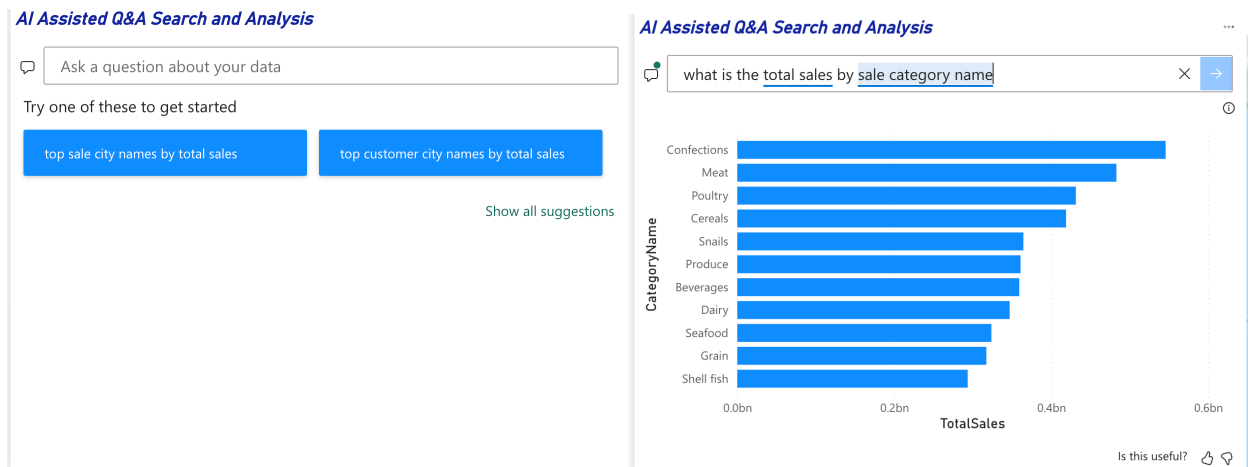 AI Assisted Q&A Search and Analysis
Ask a question about your data
Try one of these to get started
top sale city names by total sales
top customer city names by total sales
Show all suggestions
AI Assisted Q&A Search and Analysis
what is the total sales by sale category name
CategoryName
Confections
Meat
Poultry
Cereals
Snails
Produce
Beverages
Dairy
Seafood
Grain
Shell fish
0.0bn
0.2bn
0.4bn
0.6bn
TotalSales
Is this useful?